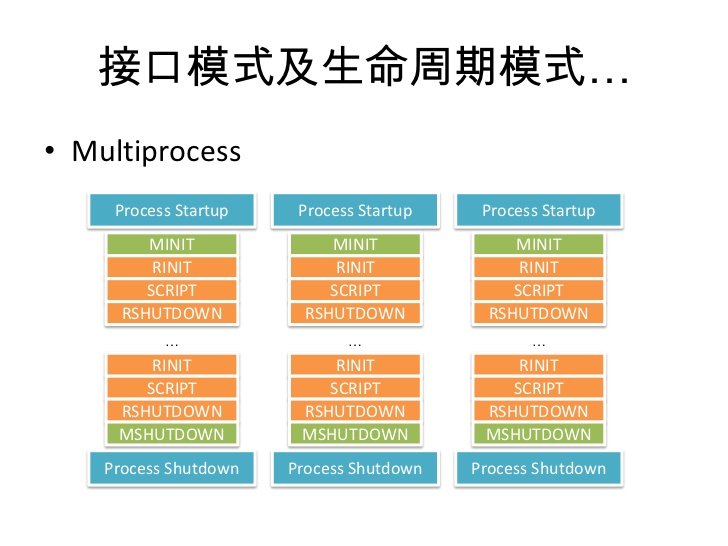 接口模式及生命周期模式…
• Multiprocess
Process Startup Process Startup Process Startup
MINIT MINIT MINIT
RINIT RINIT RINIT
SCRIPT SCRIPT SCRIPT
RSHUTDOWN RSHUTDOWN RSHUTDOWN
… … …
RINIT RINIT RINIT
SCRIPT SCRIPT SCRIPT
RSHUTDOWN RSHUTDOWN RSHUTDOWN
MSHUTDOWN MSHUTDOWN MSHUTDOWN
Process Shutdown Process Shutdown Process Shutdown